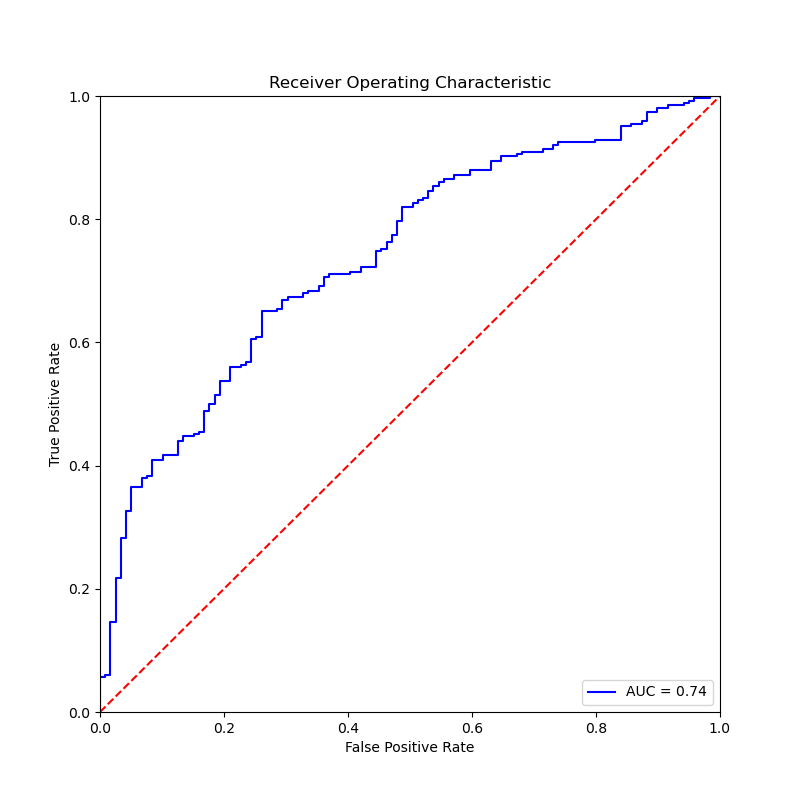 Receiver Operating Characteristic
True Positive Rate
1.0
0.8
0.6
0.4
0.2
0.0
AUC = 0.74
0.0 0.2 0.4 0.6 0.8 1.0
False Positive Rate